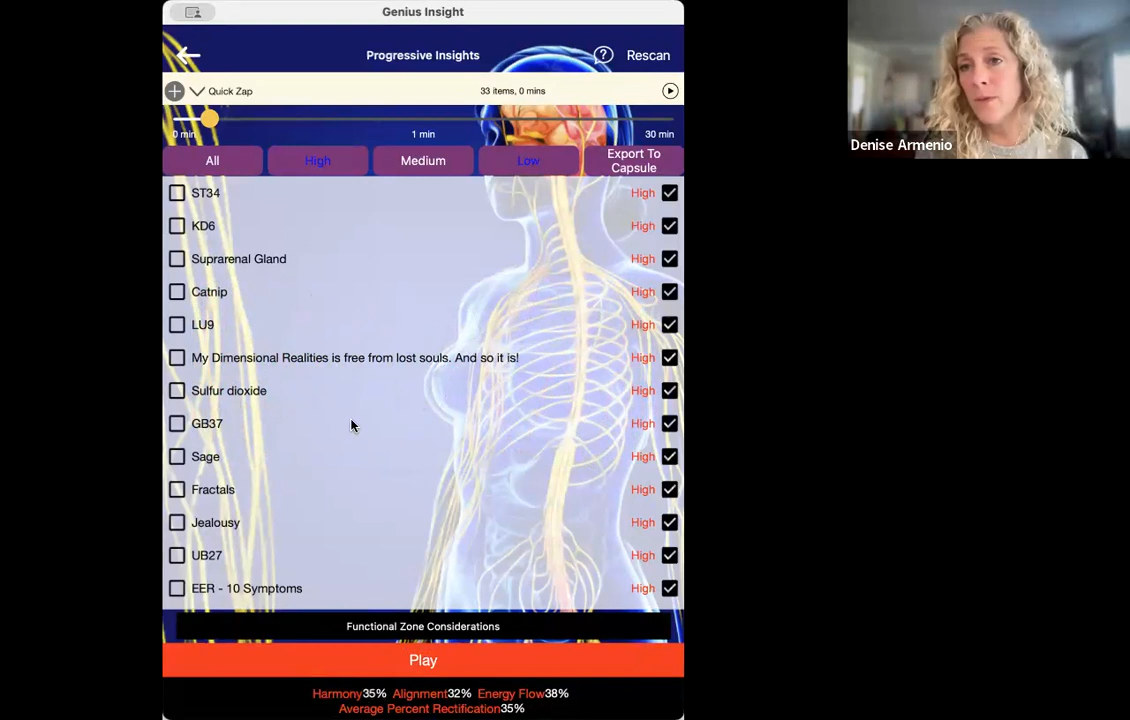 Genius Insight
Progressive Insights
Rescan
Quick Zap
33 items, 0 mins
0 min
1 min
30 min
All
High
Medium
Low
Export To
Capsule
ST34 High
KD6 High
Suprarenal Gland High
Catnip High
LU9 High
My Dimensional Realities is free from lost souls. And so it is! High
Sulfur dioxide High
GB37 High
Sage High
Fractals High
Jealousy High
UB27 High
EER - 10 Symptoms High
Functional Zone Considerations
Play
Harmony35% Alignment32% Energy Flow38%
Average Percent Rectification35%
Denise Armenio